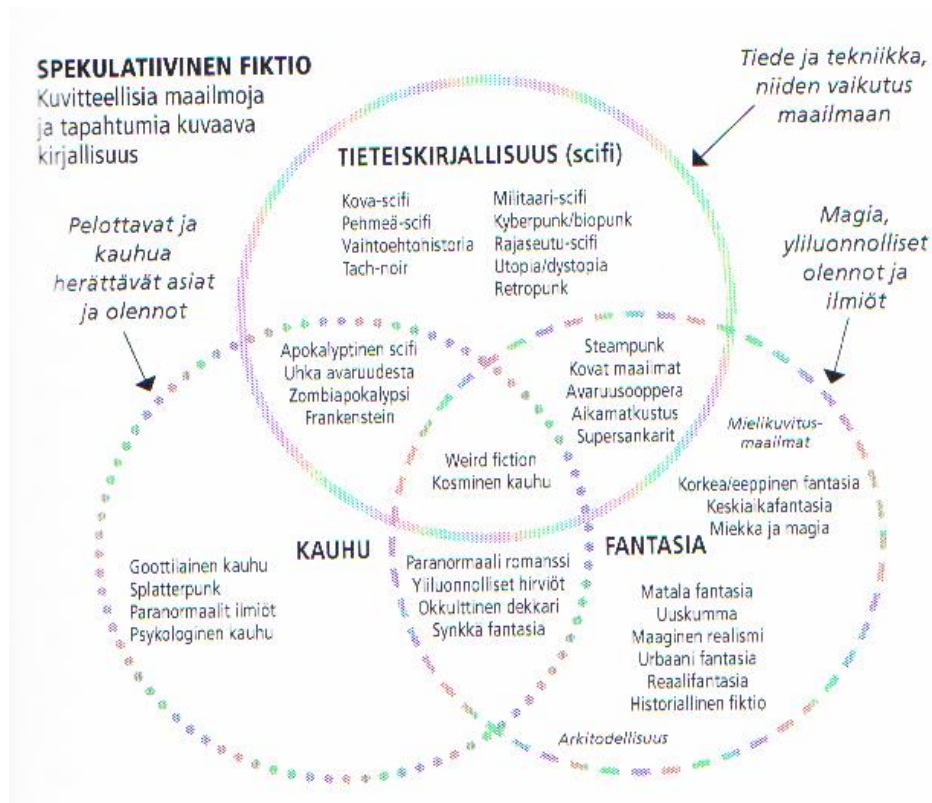 SPEKULATIIVINEN FIKTIO
Kuvitteellisia maailmoja
ja tapahtumia kuvaava
kirjallisuus
Tiede ja tekniikka,
niiden vaikutus
maailmaan
TIETEISKIRJALLISUUS (scifi)
Kova-scifi
Pehmeä-scifi
Vaihtoehtohistoria
Tach-noir
Militaari-scifi
Kyberpunk/biopunk
Rajaseutu-scifi
Utopia/dystopia
Retropunk
Pelottavat ja
kauhua
herättävät asiat
ja olennot
Magia,
yliluonnolliset
olennot ja
ilmiöt
Apokalyptinen scifi
Uhka avaruudesta
Zombiapokalypsi
Frankenstein
Steampunk
Kovat maailmat
Avaruusooppera
Aikamatkustus
Supersankarit
Mielikuvitus-
maailmat
Weird fiction
Kosminen kauhu
Korkea/eeppinen fantasia
Keskiaikafantasia
Miekka ja magia
KAUHU
FANTASIA
Goottilainen kauhu
Splatterpunk
Paranormaalit ilmiöt
Psykologinen kauhu
Paranormaali romanssi
Yliluonnolliset hirviöt
Okkulttinen dekkari
Synkkä fantasia
Matala fantasia
Uuskumma
Maaginen realismi
Urbaani fantasia
Reaalifantasia
Historiallinen fiktio
Arkitodellisuus